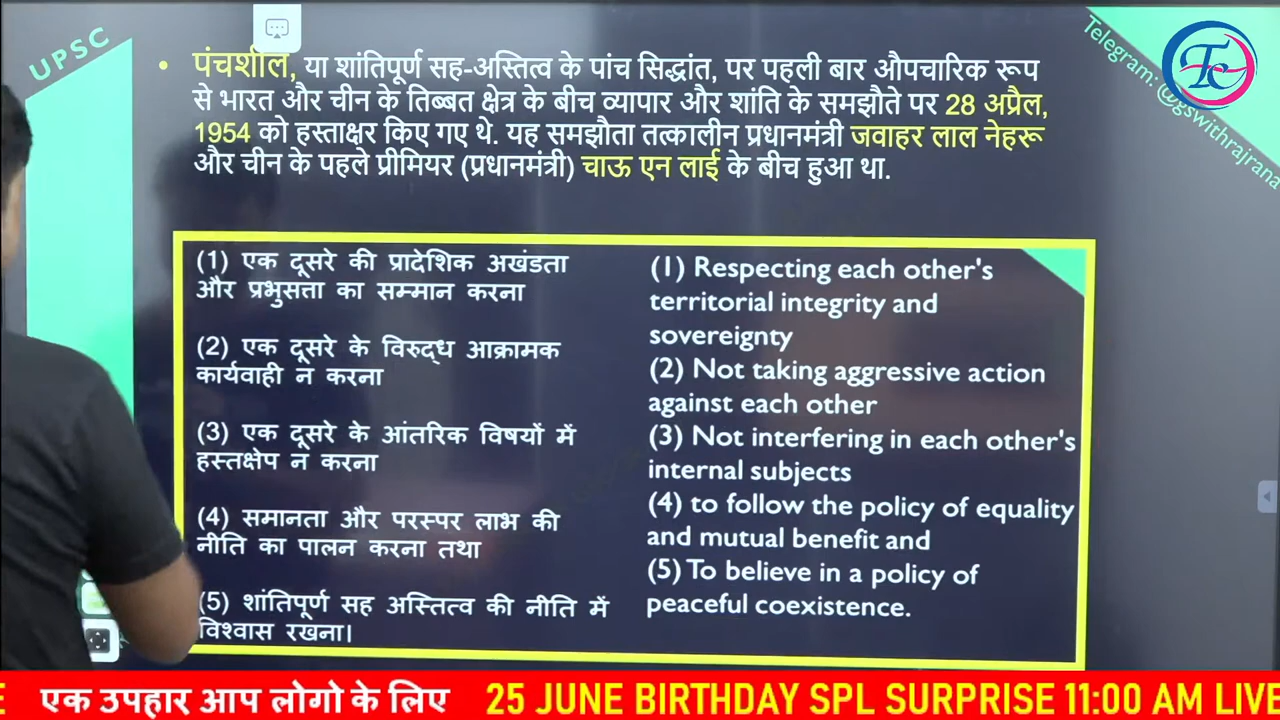 UPSC
• पंचशील, या शांतिपूर्ण सह-अस्तित्व के पांच सिद्धांत, पर पहली बार औपचारिक रूप
से भारत और चीन के तिब्बत क्षेत्र के बीच व्यापार और शांति के समझौते पर 28 अप्रैल,
1954 को हस्ताक्षर किए गए थे. यह समझौता तत्कालीन प्रधानमंत्री जवाहर लाल नेहरू
और चीन के पहले प्रीमियर (प्रधानमंत्री) चाऊ एन लाई के बीच हुआ था.
Telegram: @gswithrajrana
Tc
(1) एक दूसरे की प्रादेशिक अखंडता
और प्रभुसत्ता का सम्मान करना
(2) एक दूसरे के विरुद्ध आक्रामक
कार्यवाही न करना
(3) एक दूसरे के आंतरिक विषयों में
हस्तक्षेप न करना
(4) समानता और परस्पर लाभ की
नीति का पालन करना तथा
(5) शांतिपूर्ण सह अस्तित्व की नीति में
विश्वास रखना।
(1) Respecting each other's
territorial integrity and
sovereignty
(2) Not taking aggressive action
against each other
(3) Not interfering in each other's
internal subjects
(4) to follow the policy of equality
and mutual benefit and
(5) To believe in a policy of
peaceful coexistence.
E एक उपहार आप लोगो के लिए 25 JUNE BIRTHDAY SPL SURPRISE 11:00 AM LIVE